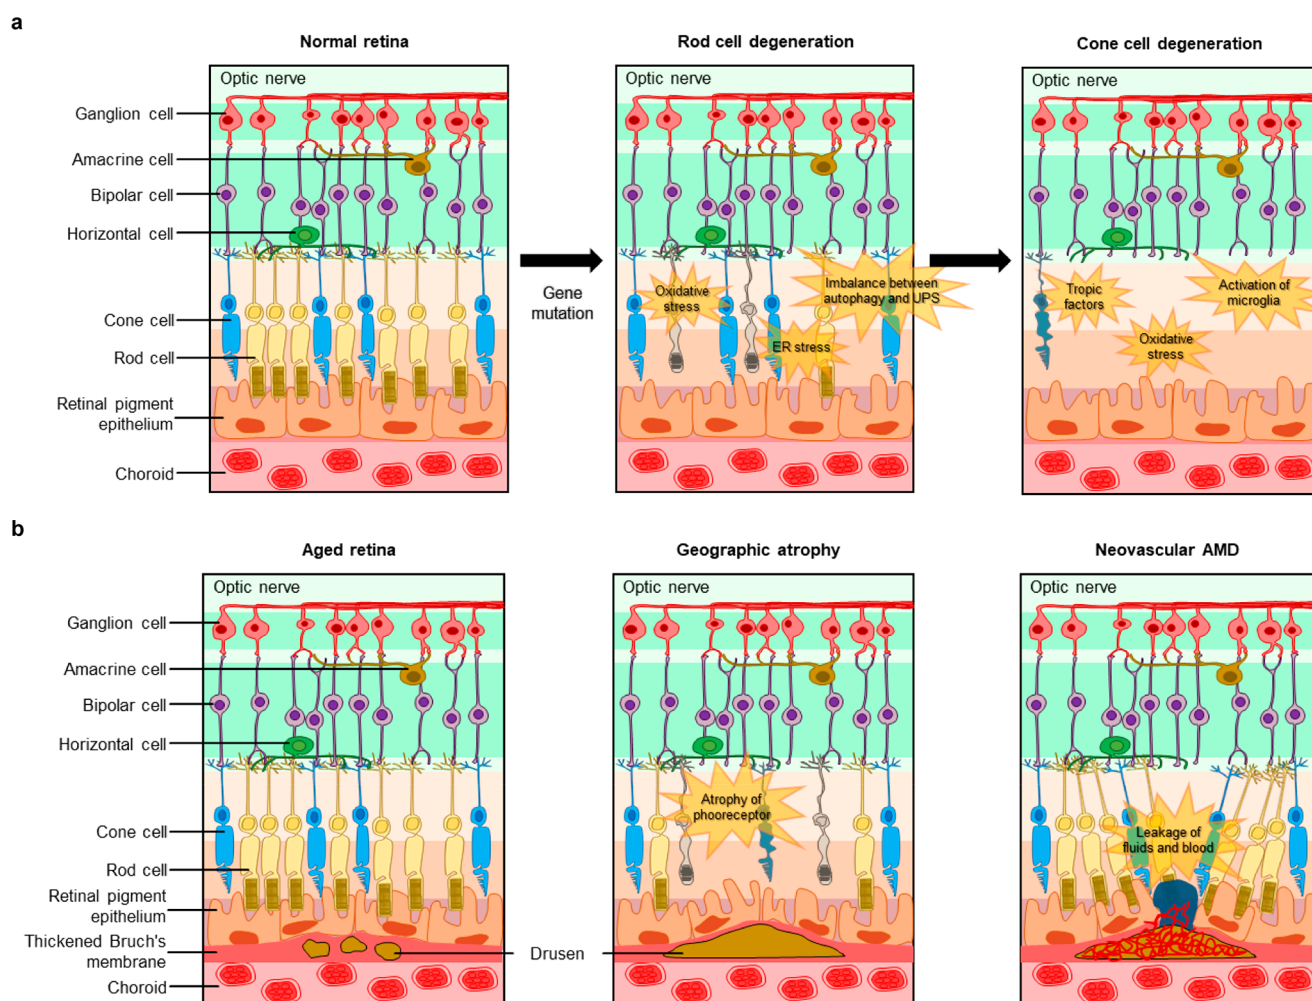 a
Normal retina
Rod cell degeneration
Cone cell degeneration
Optic nerve
Optic nerve
Optic nerve
Ganglion cell
Amacrine cell
Bipolar cell
Horizontal cell
Cone cell
Rod cell
Retinal pigment
epithelium
Choroid
Gene
mutation
Oxidative
stress
Imbalance between
autophagy and UPS
ER stress
Tropic
factors
Activation of
microglia
Oxidative
stress
b
Aged retina
Geographic atrophy
Neovascular AMD
Optic nerve
Optic nerve
Optic nerve
Ganglion cell
Amacrine cell
Bipolar cell
Horizontal cell
Cone cell
Rod cell
Retinal pigment
epithelium
Thickened Bruch's
membrane
Choroid
Drusen
Atrophy of
phooreceptor
Leakage of
fluids and blood